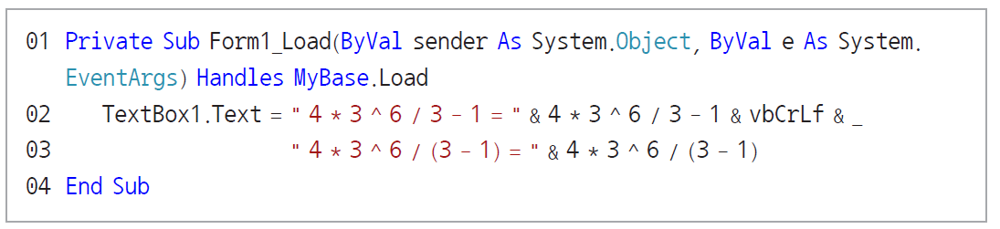 01 Private Sub Form1_Load(ByVal sender As System.Object, ByVal e As System.
EventArgs) Handles MyBase.Load
02 TextBox1.Text = " 4 * 3 ^ 6 / 3 - 1 = " & 4 * 3 ^ 6 / 3 - 1 & vbCrLf & _
03 " 4 * 3 ^ 6 / (3 - 1) = " & 4 * 3 ^ 6 / (3 - 1)
04 End Sub